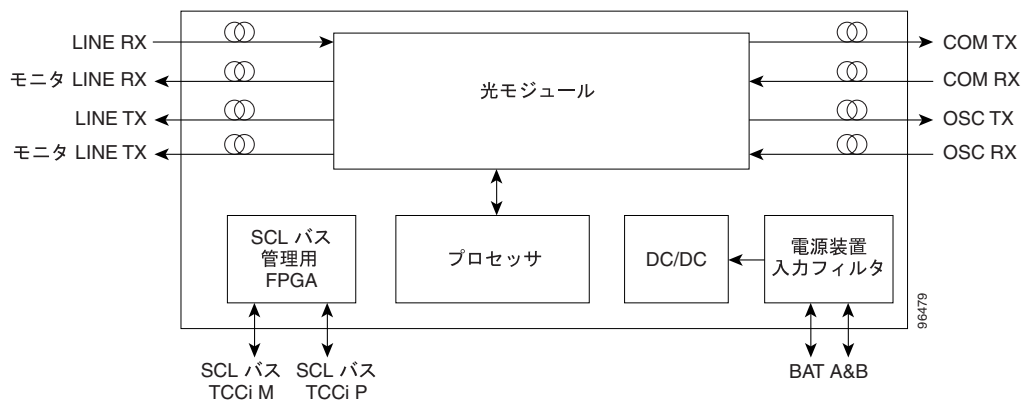 LINE RX
COM TX
モニタ LINE RX
COM RX
光モジュール
LINE TX
OSC TX
モニタ LINE TX
OSC RX
SCL バス
管理用
FPGA
プロセッサ
DC/DC
電源装置
入力フィルタ
96479
SCL バス
TCCi M
SCL バス
TCCi P
BAT A&B